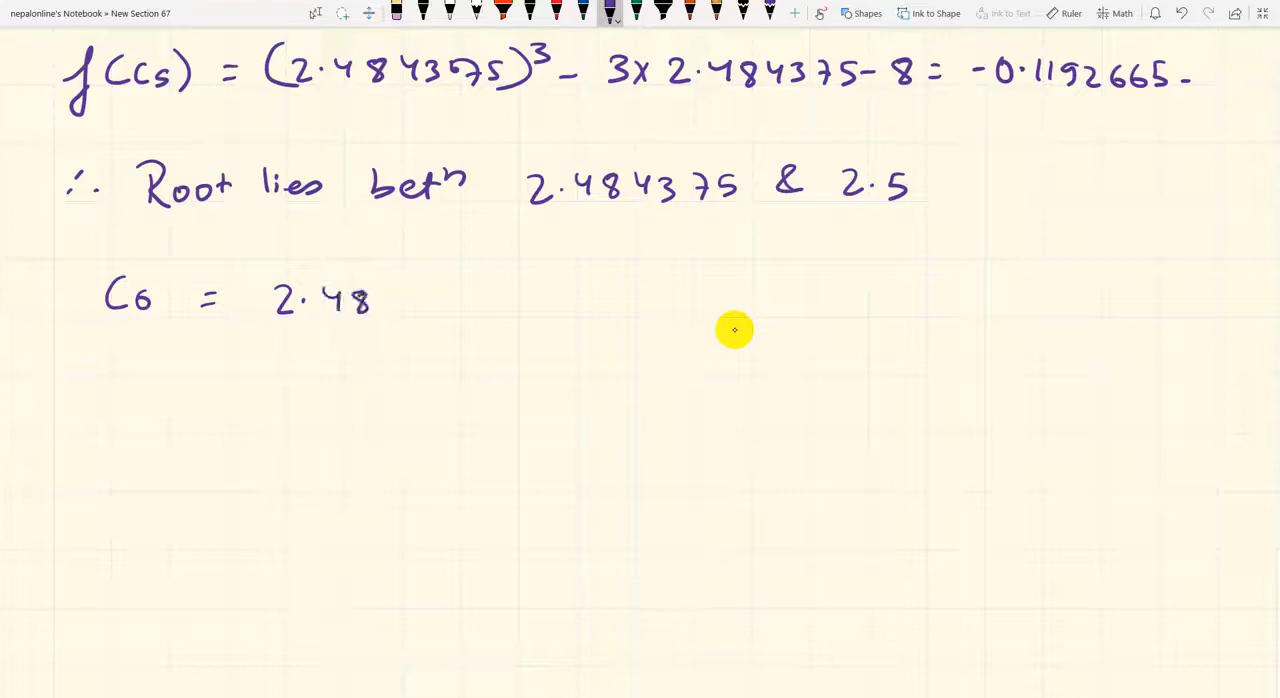 nepalonline's Notebook » New Section 67 Shapes Ink to Shape Ink to Text Ruler Math
f(C5) = (2.484375)³ - 3x 2.484375 - 8 = -0.1192665 -
∴ Root lies betn 2.484375 & 2.5
C6 = 2.48